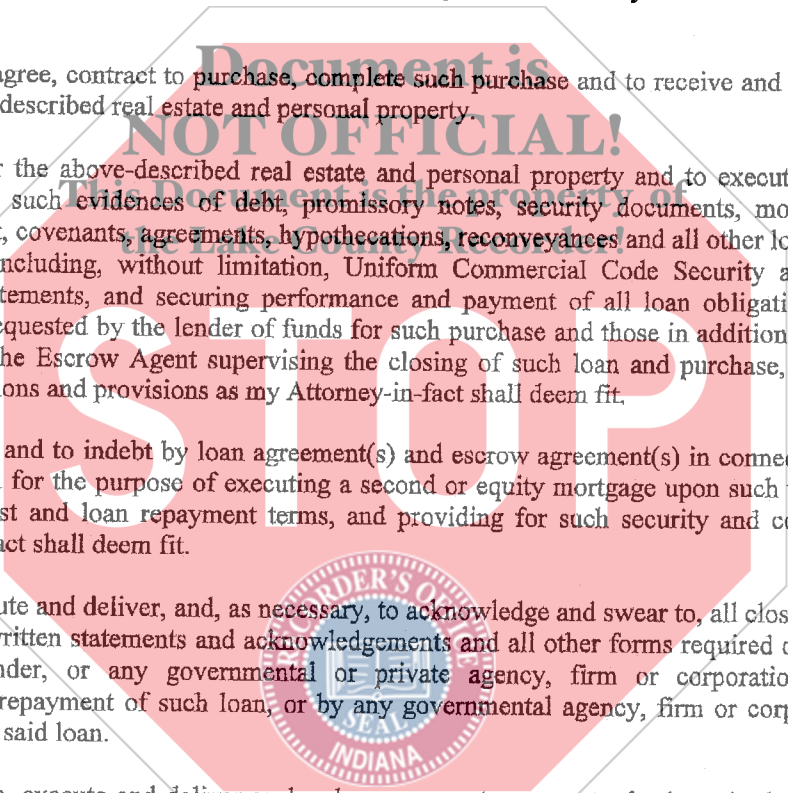 Document is
NOT OFFICIAL!
This Document is the property of
the Lake County Recorder!
STOP
agree, contract to purchase, complete such purchase and to receive and
described real estate and personal property.
the above-described real estate and personal property and to execut
such evidences of debt, promissory notes, security documents, mo
, covenants, agreements, hypothecations, reconveyances and all other lo
ncluding, without limitation, Uniform Commercial Code Security a
tements, and securing performance and payment of all loan obligati
equested by the lender of funds for such purchase and those in addition
he Escrow Agent supervising the closing of such loan and purchase,
ons and provisions as my Attorney-in-fact shall deem fit.
and to indebt by loan agreement(s) and escrow agreement(s) in conne
for the purpose of executing a second or equity mortgage upon such
st and loan repayment terms, and providing for such security and c
act shall deem fit.
ute and deliver, and, as necessary, to acknowledge and swear to, all clos
written statements and acknowledgements and all other forms required
nder, or any governmental or private agency, firm or corporatio
repayment of such loan, or by any governmental agency, firm or corp
said loan.
RECORDER'S OFFICE
SEAL
INDIANA